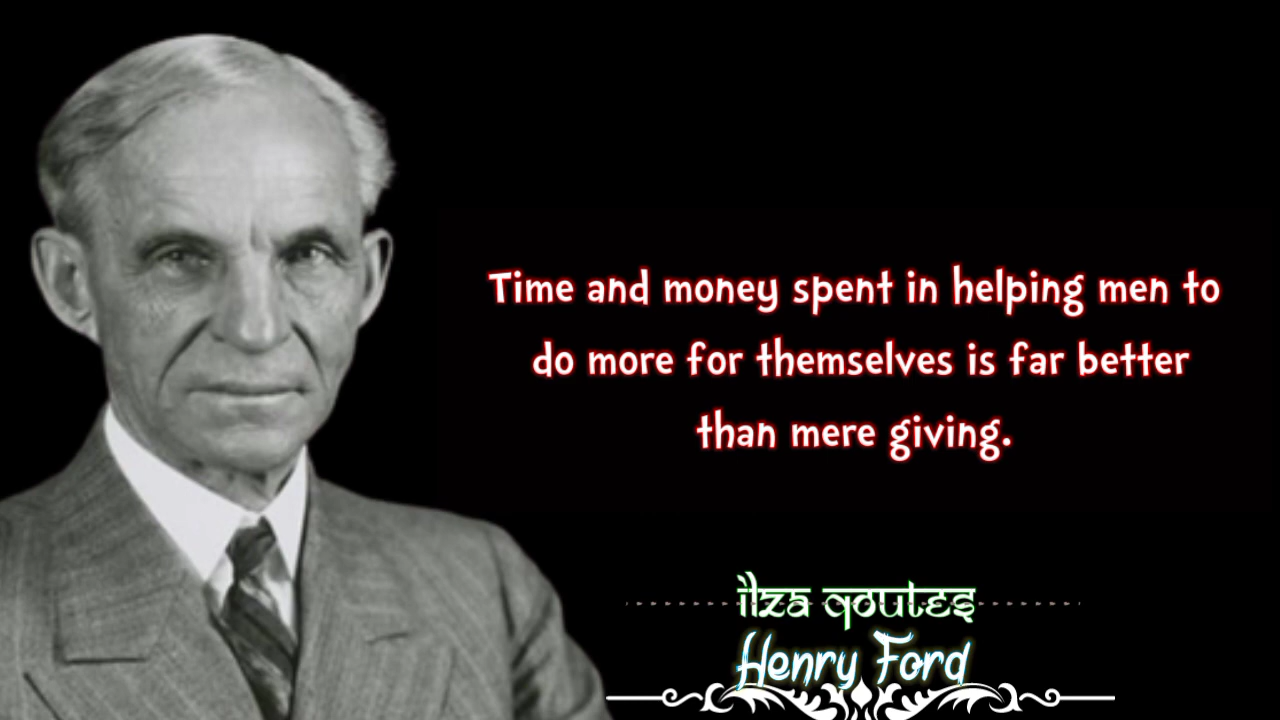 Time and money spent in helping men to
do more for themselves is far better
than mere giving.
ilza qoutes
Henry Ford